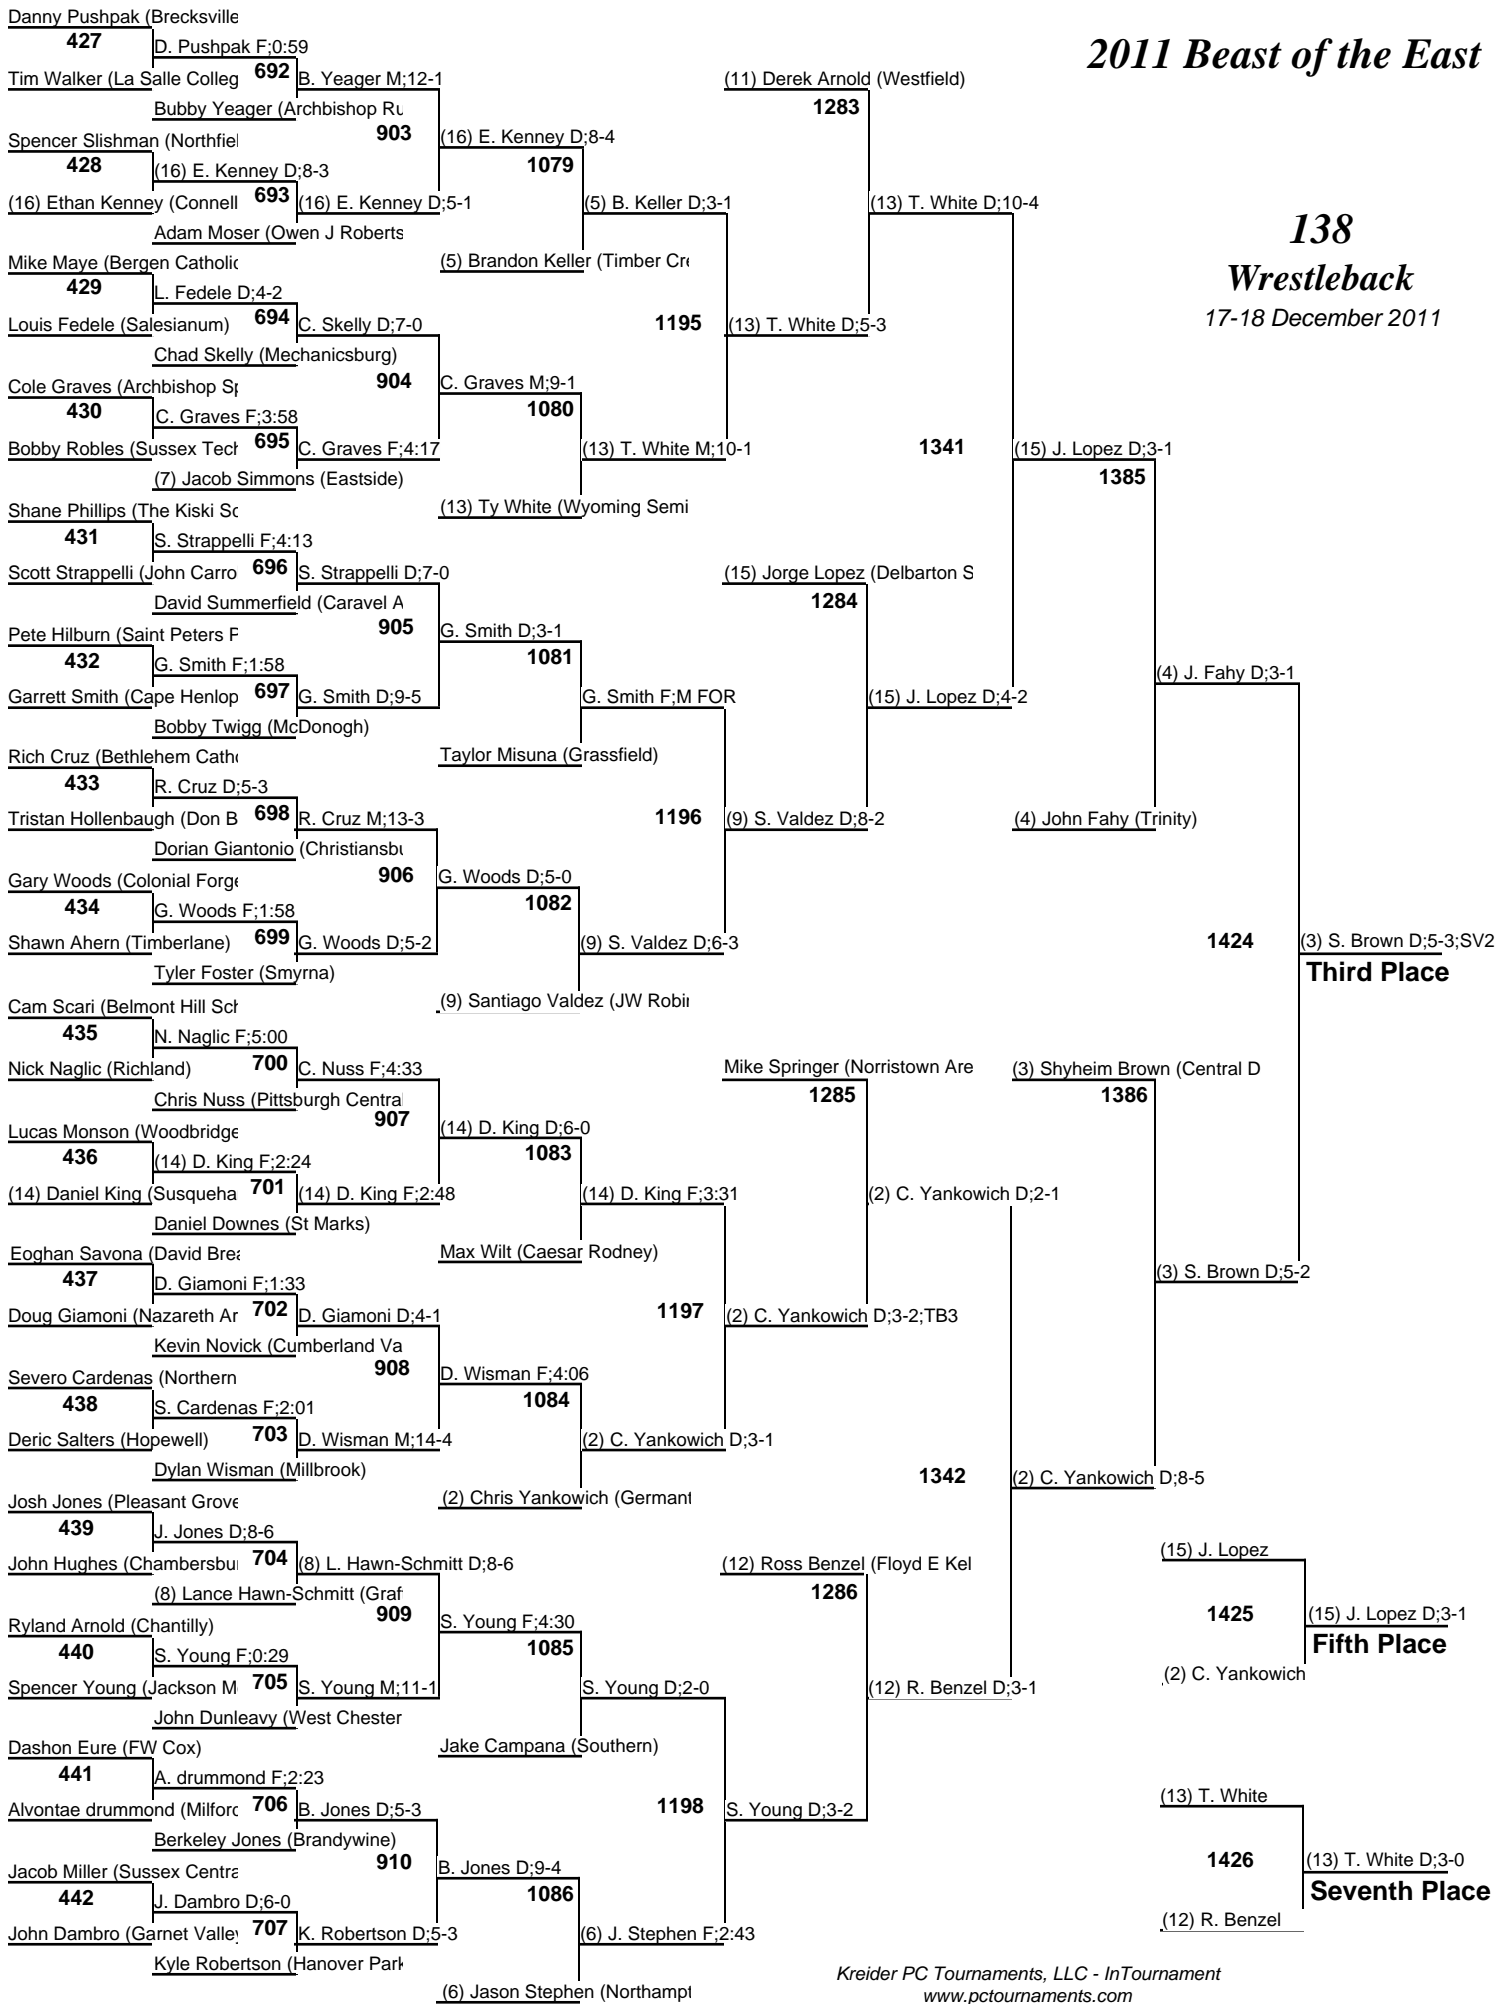 2011 Beast of the East
138
Wrestleback
17-18 December 2011
Danny Pushpak (Brecksville
427
D. Pushpak F;0:59
Tim Walker (La Salle Colleg
692
B. Yeager M;12-1
Bubby Yeager (Archbishop Ru
903
Spencer Slishman (Northfiel
428
(16) E. Kenney D;8-3
(16) Ethan Kenney (Connell
693
(16) E. Kenney D;5-1
Adam Moser (Owen J Roberts
(16) E. Kenney D;8-4
1079
(5) B. Keller D;3-1
(5) Brandon Keller (Timber Cre
Mike Maye (Bergen Catholic
429
L. Fedele D;4-2
Louis Fedele (Salesianum)
694
C. Skelly D;7-0
Chad Skelly (Mechanicsburg)
904
Cole Graves (Archbishop Sp
430
C. Graves F;3:58
Bobby Robles (Sussex Tech
695
C. Graves F;4:17
(7) Jacob Simmons (Eastside)
C. Graves M;9-1
1080
(13) T. White M;10-1
(13) Ty White (Wyoming Semi
1195
(13) T. White D;5-3
(11) Derek Arnold (Westfield)
1283
(13) T. White D;10-4
Shane Phillips (The Kiski Sc
431
S. Strappelli F;4:13
Scott Strappelli (John Carro
696
S. Strappelli D;7-0
David Summerfield (Caravel A
905
Pete Hilburn (Saint Peters P
432
G. Smith F;1:58
Garrett Smith (Cape Henlop
697
G. Smith D;9-5
Bobby Twigg (McDonogh)
G. Smith D;3-1
1081
G. Smith F;M FOR
Taylor Misuna (Grassfield)
Rich Cruz (Bethlehem Catho
433
R. Cruz D;5-3
Tristan Hollenbaugh (Don B
698
R. Cruz M;13-3
Dorian Giantonio (Christiansbu
906
Gary Woods (Colonial Forge
434
G. Woods F;1:58
Shawn Ahern (Timberlane)
699
G. Woods D;5-2
Tyler Foster (Smyrna)
G. Woods D;5-0
1082
(9) S. Valdez D;6-3
(9) Santiago Valdez (JW Robin
1196
(9) S. Valdez D;8-2
(15) Jorge Lopez (Delbarton S
1284
(15) J. Lopez D;4-2
1341
(15) J. Lopez D;3-1
1385
(4) J. Fahy D;3-1
(4) John Fahy (Trinity)
1424
(3) S. Brown D;5-3;SV2
Third Place
Cam Scari (Belmont Hill Sch
435
N. Naglic F;5:00
Nick Naglic (Richland)
700
C. Nuss F;4:33
Chris Nuss (Pittsburgh Central
907
Lucas Monson (Woodbridge
436
(14) D. King F;2:24
(14) Daniel King (Susqueha
701
(14) D. King F;2:48
Daniel Downes (St Marks)
(14) D. King D;6-0
1083
(14) D. King F;3:31
Max Wilt (Caesar Rodney)
Eoghan Savona (David Brea
437
D. Giamoni F;1:33
Doug Giamoni (Nazareth Ar
702
D. Giamoni D;4-1
Kevin Novick (Cumberland Va
908
Severo Cardenas (Northern
438
S. Cardenas F;2:01
Deric Salters (Hopewell)
703
D. Wisman M;14-4
Dylan Wisman (Millbrook)
D. Wisman F;4:06
1084
(2) C. Yankowich D;3-1
(2) Chris Yankowich (Germant
1197
(2) C. Yankowich D;3-2;TB3
Mike Springer (Norristown Are
1285
(2) C. Yankowich D;2-1
(3) Shyheim Brown (Central D
1386
(3) S. Brown D;5-2
1342
(2) C. Yankowich D;8-5
Josh Jones (Pleasant Grove
439
J. Jones D;8-6
John Hughes (Chambersbur
704
(8) L. Hawn-Schmitt D;8-6
(8) Lance Hawn-Schmitt (Graf
909
Ryland Arnold (Chantilly)
440
S. Young F;0:29
Spencer Young (Jackson M
705
S. Young M;11-1
John Dunleavy (West Chester
S. Young F;4:30
1085
S. Young D;2-0
Jake Campana (Southern)
Dashon Eure (FW Cox)
441
A. drummond F;2:23
Alvontae drummond (Milford
706
B. Jones D;5-3
Berkeley Jones (Brandywine)
910
Jacob Miller (Sussex Centra
442
J. Dambro D;6-0
John Dambro (Garnet Valley
707
K. Robertson D;5-3
Kyle Robertson (Hanover Park
B. Jones D;9-4
1086
(6) J. Stephen F;2:43
(6) Jason Stephen (Northampt
1198
S. Young D;3-2
(12) Ross Benzel (Floyd E Kel
1286
(12) R. Benzel D;3-1
(15) J. Lopez
1425
(15) J. Lopez D;3-1
Fifth Place
(2) C. Yankowich
(13) T. White
1426
(13) T. White D;3-0
Seventh Place
(12) R. Benzel
Kreider PC Tournaments, LLC - InTournament
www.pctournaments.com